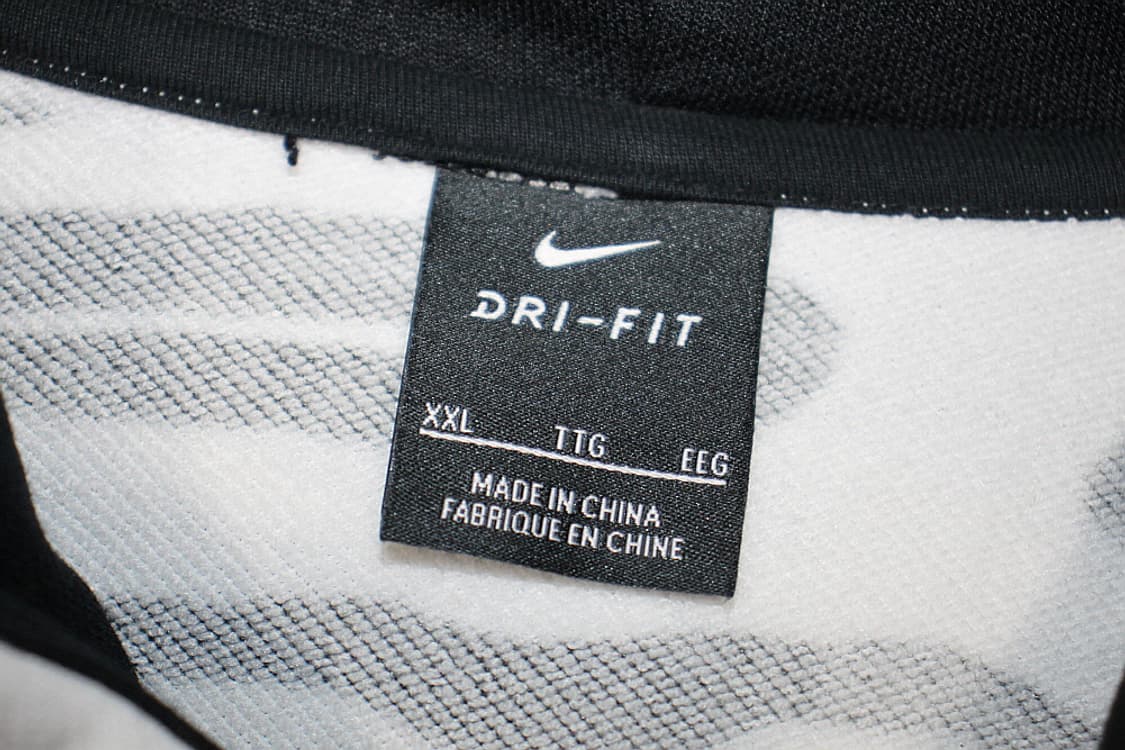 DRI-FIT
XXL TTG EEG
MADE IN CHINA
FABRIQUE EN CHINE